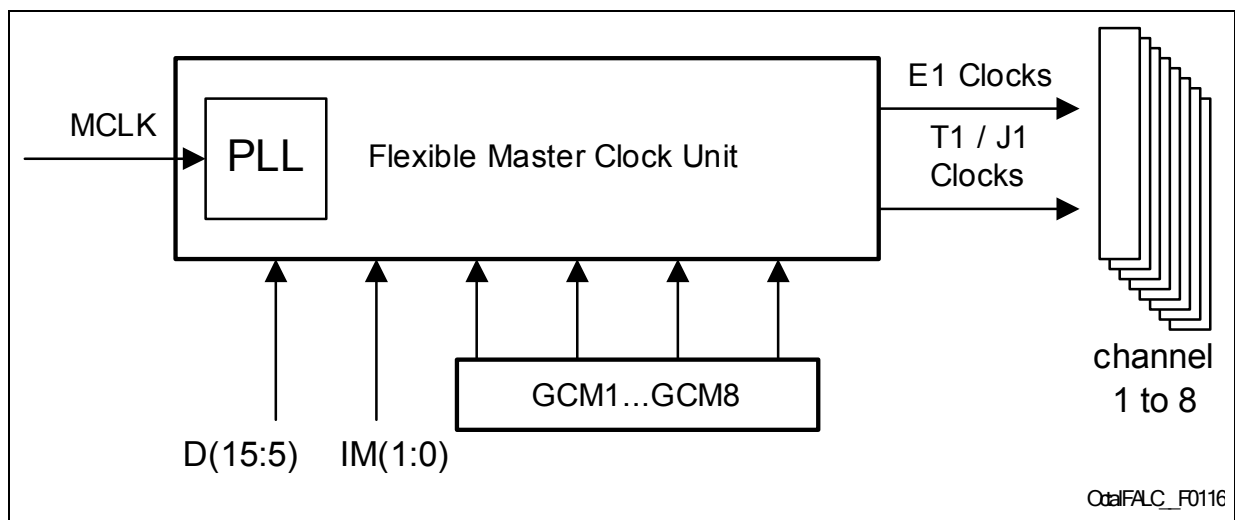 MCLK
PLL
Flexible Master Clock Unit
E1 Clocks
T1 / J1
Clocks
GCM1...GCM8
D(15:5)
IM(1:0)
channel
1 to 8
OctalFALC_F0116